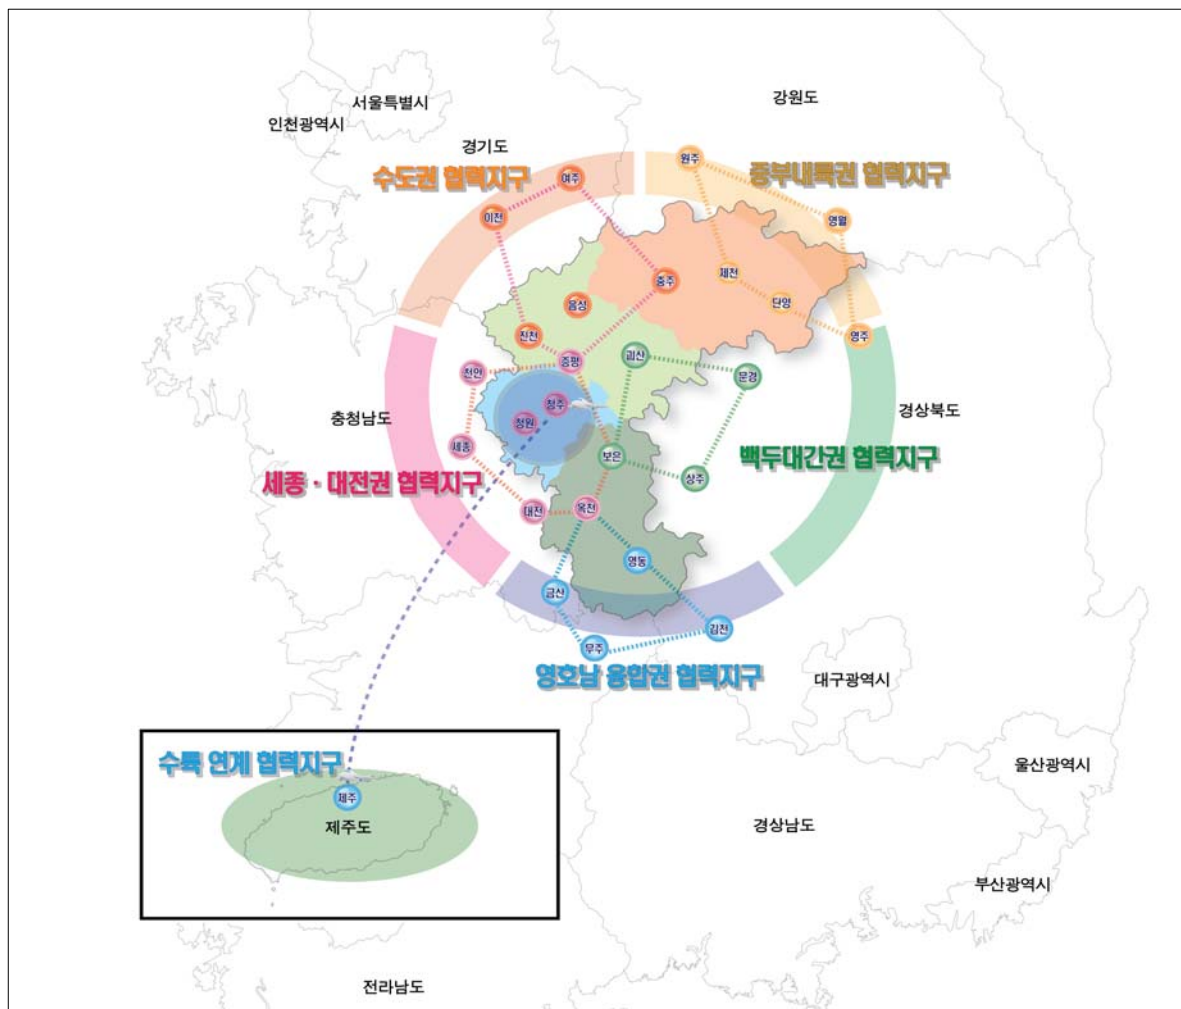 강원도
서울특별시
인천광역시
경기도
수도권 협력지구
중부내륙권 협력지구
원주
여주
이천
영월
제천
충주
단양
음성
진천
영주
증평
괴산
천안
문경
청주
청원
충청남도
경상북도
세종
보은
백두대간권 협력지구
상주
세종·대전권 협력지구
대전
옥천
영동
금산
김천
무주
영호남 융합권 협력지구
대구광역시
수륙 연계 협력지구
울산광역시
제주
제주도
경상남도
부산광역시
전라남도